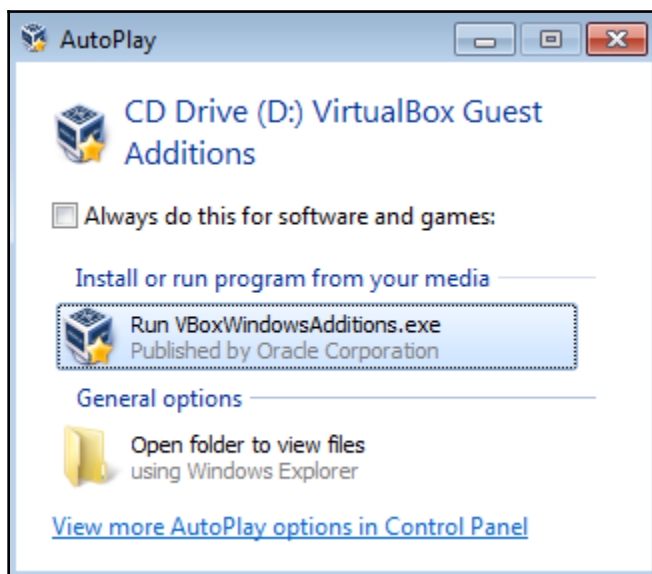 AutoPlay
CD Drive (D:) VirtualBox Guest
Additions
Always do this for software and games:
Install or run program from your media
Run VBoxWindowsAdditions.exe
Published by Oracle Corporation
General options
Open folder to view files
using Windows Explorer
View more AutoPlay options in Control Panel